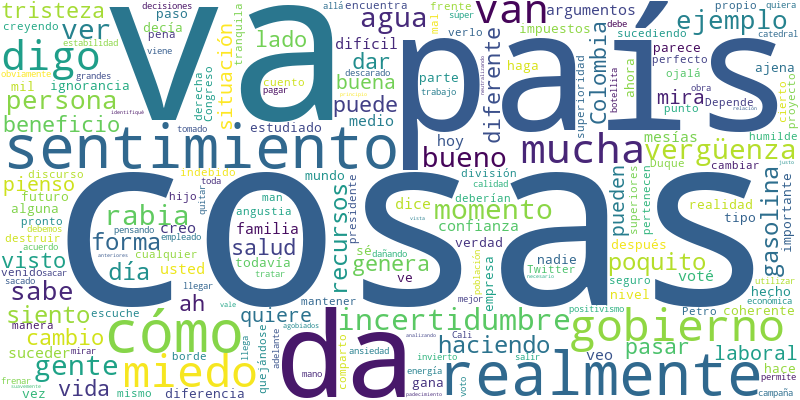 tristeza
creyendo
estabilidad
decisiones
viene
decía
paso
pena
va
allá
super
encuentra
borde
agua
difícil
van
mal
frente
verlo
argumentos
impuestos
debe
propio
quiera
catedral
ejemplo
sucediendo
parece
perfecto
ojalá
ajena
digo
ver
obviamente
grandes
identifiqué
mil
ignorancia
persona
beneficio
situación
derecha
Congreso
tranquila
lado
cuento
pagar
descarado
dar
buena
puede
parte
trabajo
medio
país
diferente
haga
superioridad
Colombia
botellita
ahora
mira
obra
Depende
relación
punto
cierto
proyecto
mesías
humilde
tomado
estudiado
sentimiento
hoy
bueno
mucha
vergüenza
Duque
cambiar
pienso
discurso
indebido
toda
mundo
división
calidad
dice
deberían
pueden
superiores
pertenecen
realidad
tipo
gasolina
importante
futuro
alguna
pronto
debemos
destruir
acuerdo
visto
venido
sacar
sacado
anteriores
pensando
hijo
quitar
man
angustia
rabia
creo
empleado
forma
familia
cosas
recursos
presidente
momento
confianza
verdad
nadie
Twitter
después
voté
hecho
económica
utilizar
salud
todavía
día
cualquier
usted
tratar
vista
sé
dañando
genera
ve
mejor
población
empresa
poquito
seguro
nivel
Petro
coherente
positivismo
sabe
escuche
ah
llegar
vale
mantener
quiere
siento
manera
cambio
suceder
mirar
cómo
incertidumbre
gobierno
gente
miedo
borde
llega
quejándose
agobiados
adelante
da
mano
comparto
ansiedad
Cali
invierto
energía
gana
analizando
padecimiento
haciendo
veo
salir
voto
pasar
laboral
hace
permite
campaña
realmente
frenar
suavemente
vez
vida
mismo
diferencia